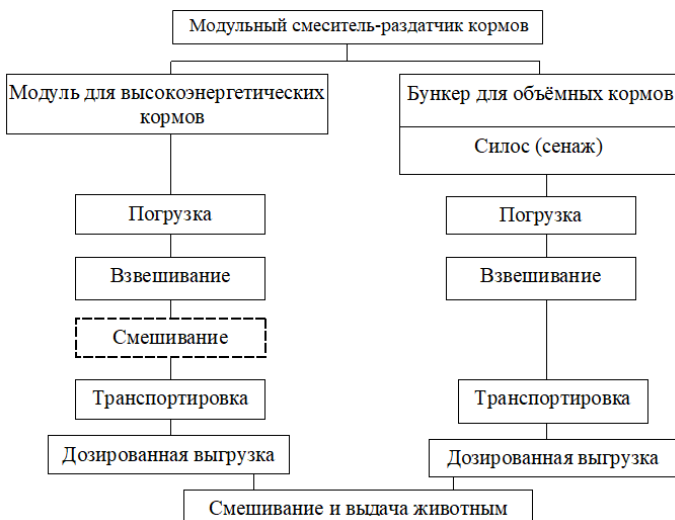 Модульный смеситель-раздатчик кормов
Модуль для высокоэнергетических
кормов
Бункер для объёмных кормов
Силос (сенаж)
Погрузка
Погрузка
Взвешивание
Взвешивание
Смешивание
Транспортировка
Транспортировка
Дозированная выгрузка
Дозированная выгрузка
Смешивание и выдача животным